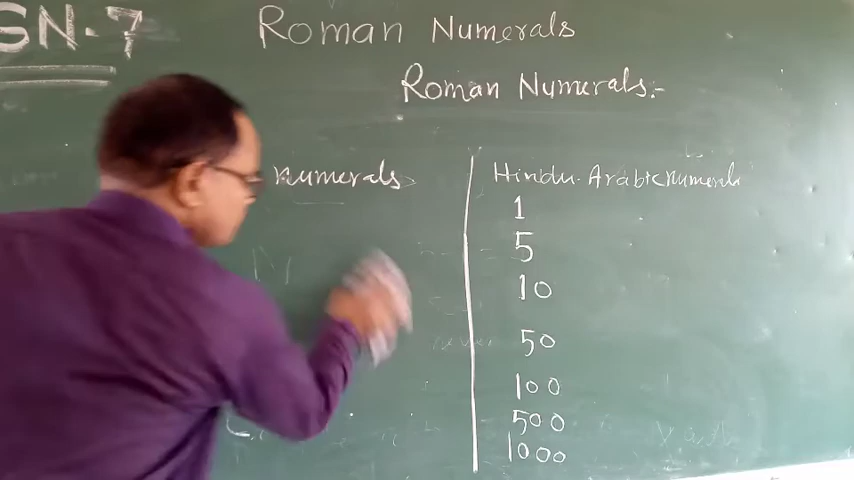 SN-7
Roman Numerals
Roman Numerals:-
numerals
Hindu-Arabic numerals
1
5
10
50
100
500
1000